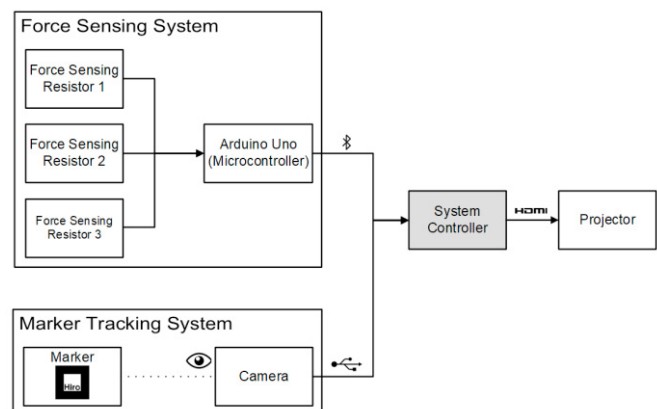 Force Sensing System
Force Sensing
Resistor 1
Force Sensing
Resistor 2
Force Sensing
Resistor 3
Arduino Uno
(Microcontroller)
System
Controller
HDMI
Projector
Marker Tracking System
Marker
Hiro
Camera